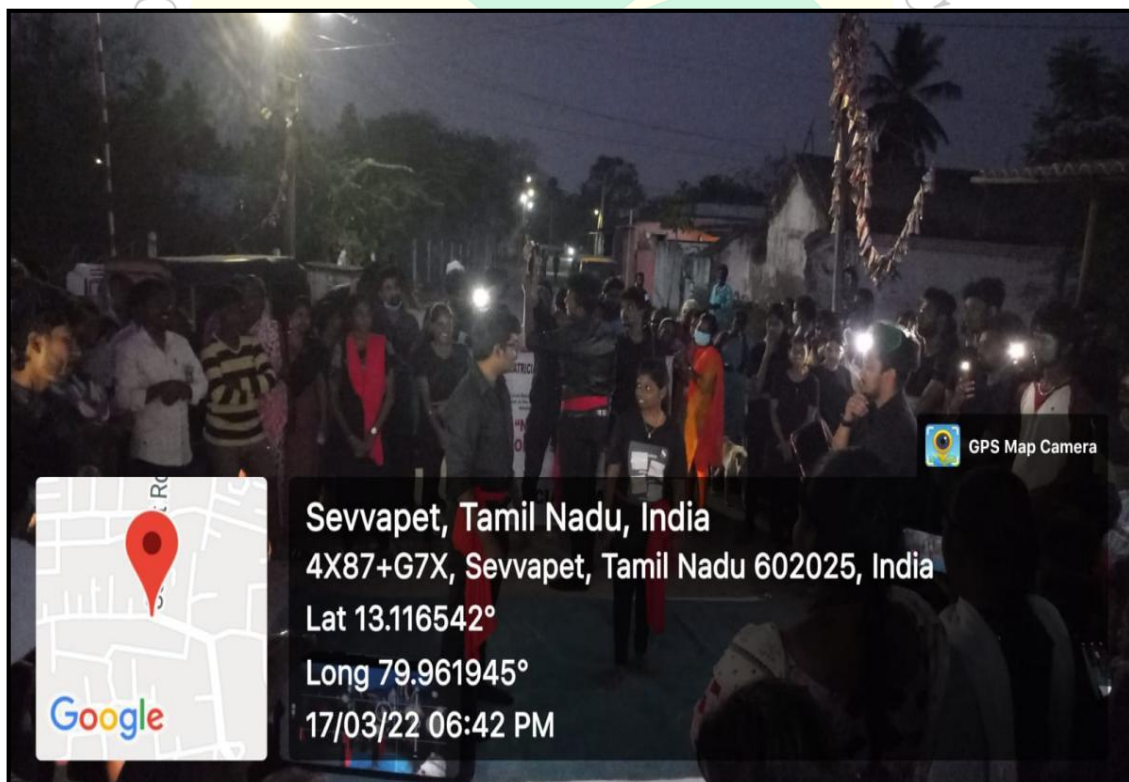 GPS Map Camera
Sevvapet, Tamil Nadu, India
4X87+G7X, Sevvapet, Tamil Nadu 602025, India
Lat 13.116542°
Long 79.961945°
17/03/22 06:42 PM
Google